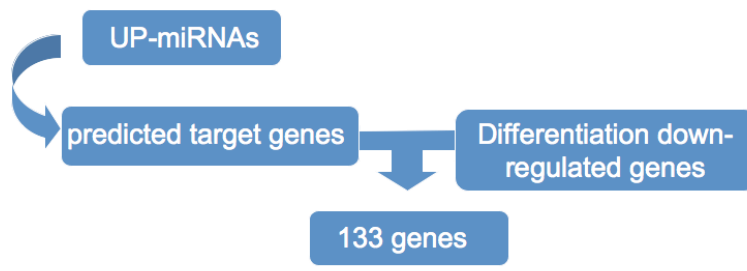 UP-miRNAs
predicted target genes
Differentiation down-
regulated genes
133 genes